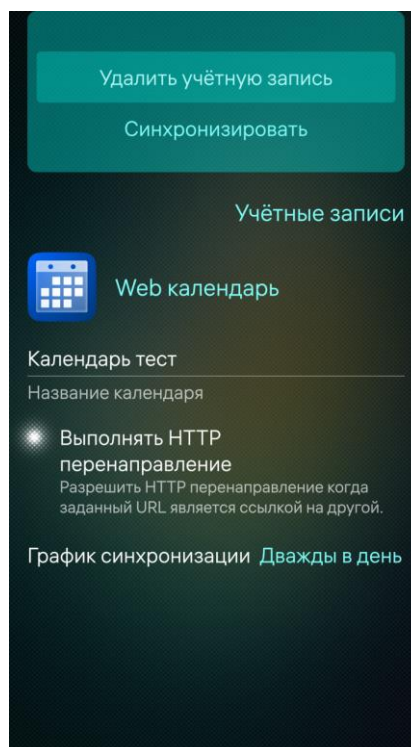 Удалить учётную запись
Синхронизировать
Учётные записи
Web календарь
Календарь тест
Название календаря
Выполнять HTTP
перенаправление
Разрешить HTTP перенаправление когда
заданный URL является ссылкой на другой.
График синхронизации Дважды в день